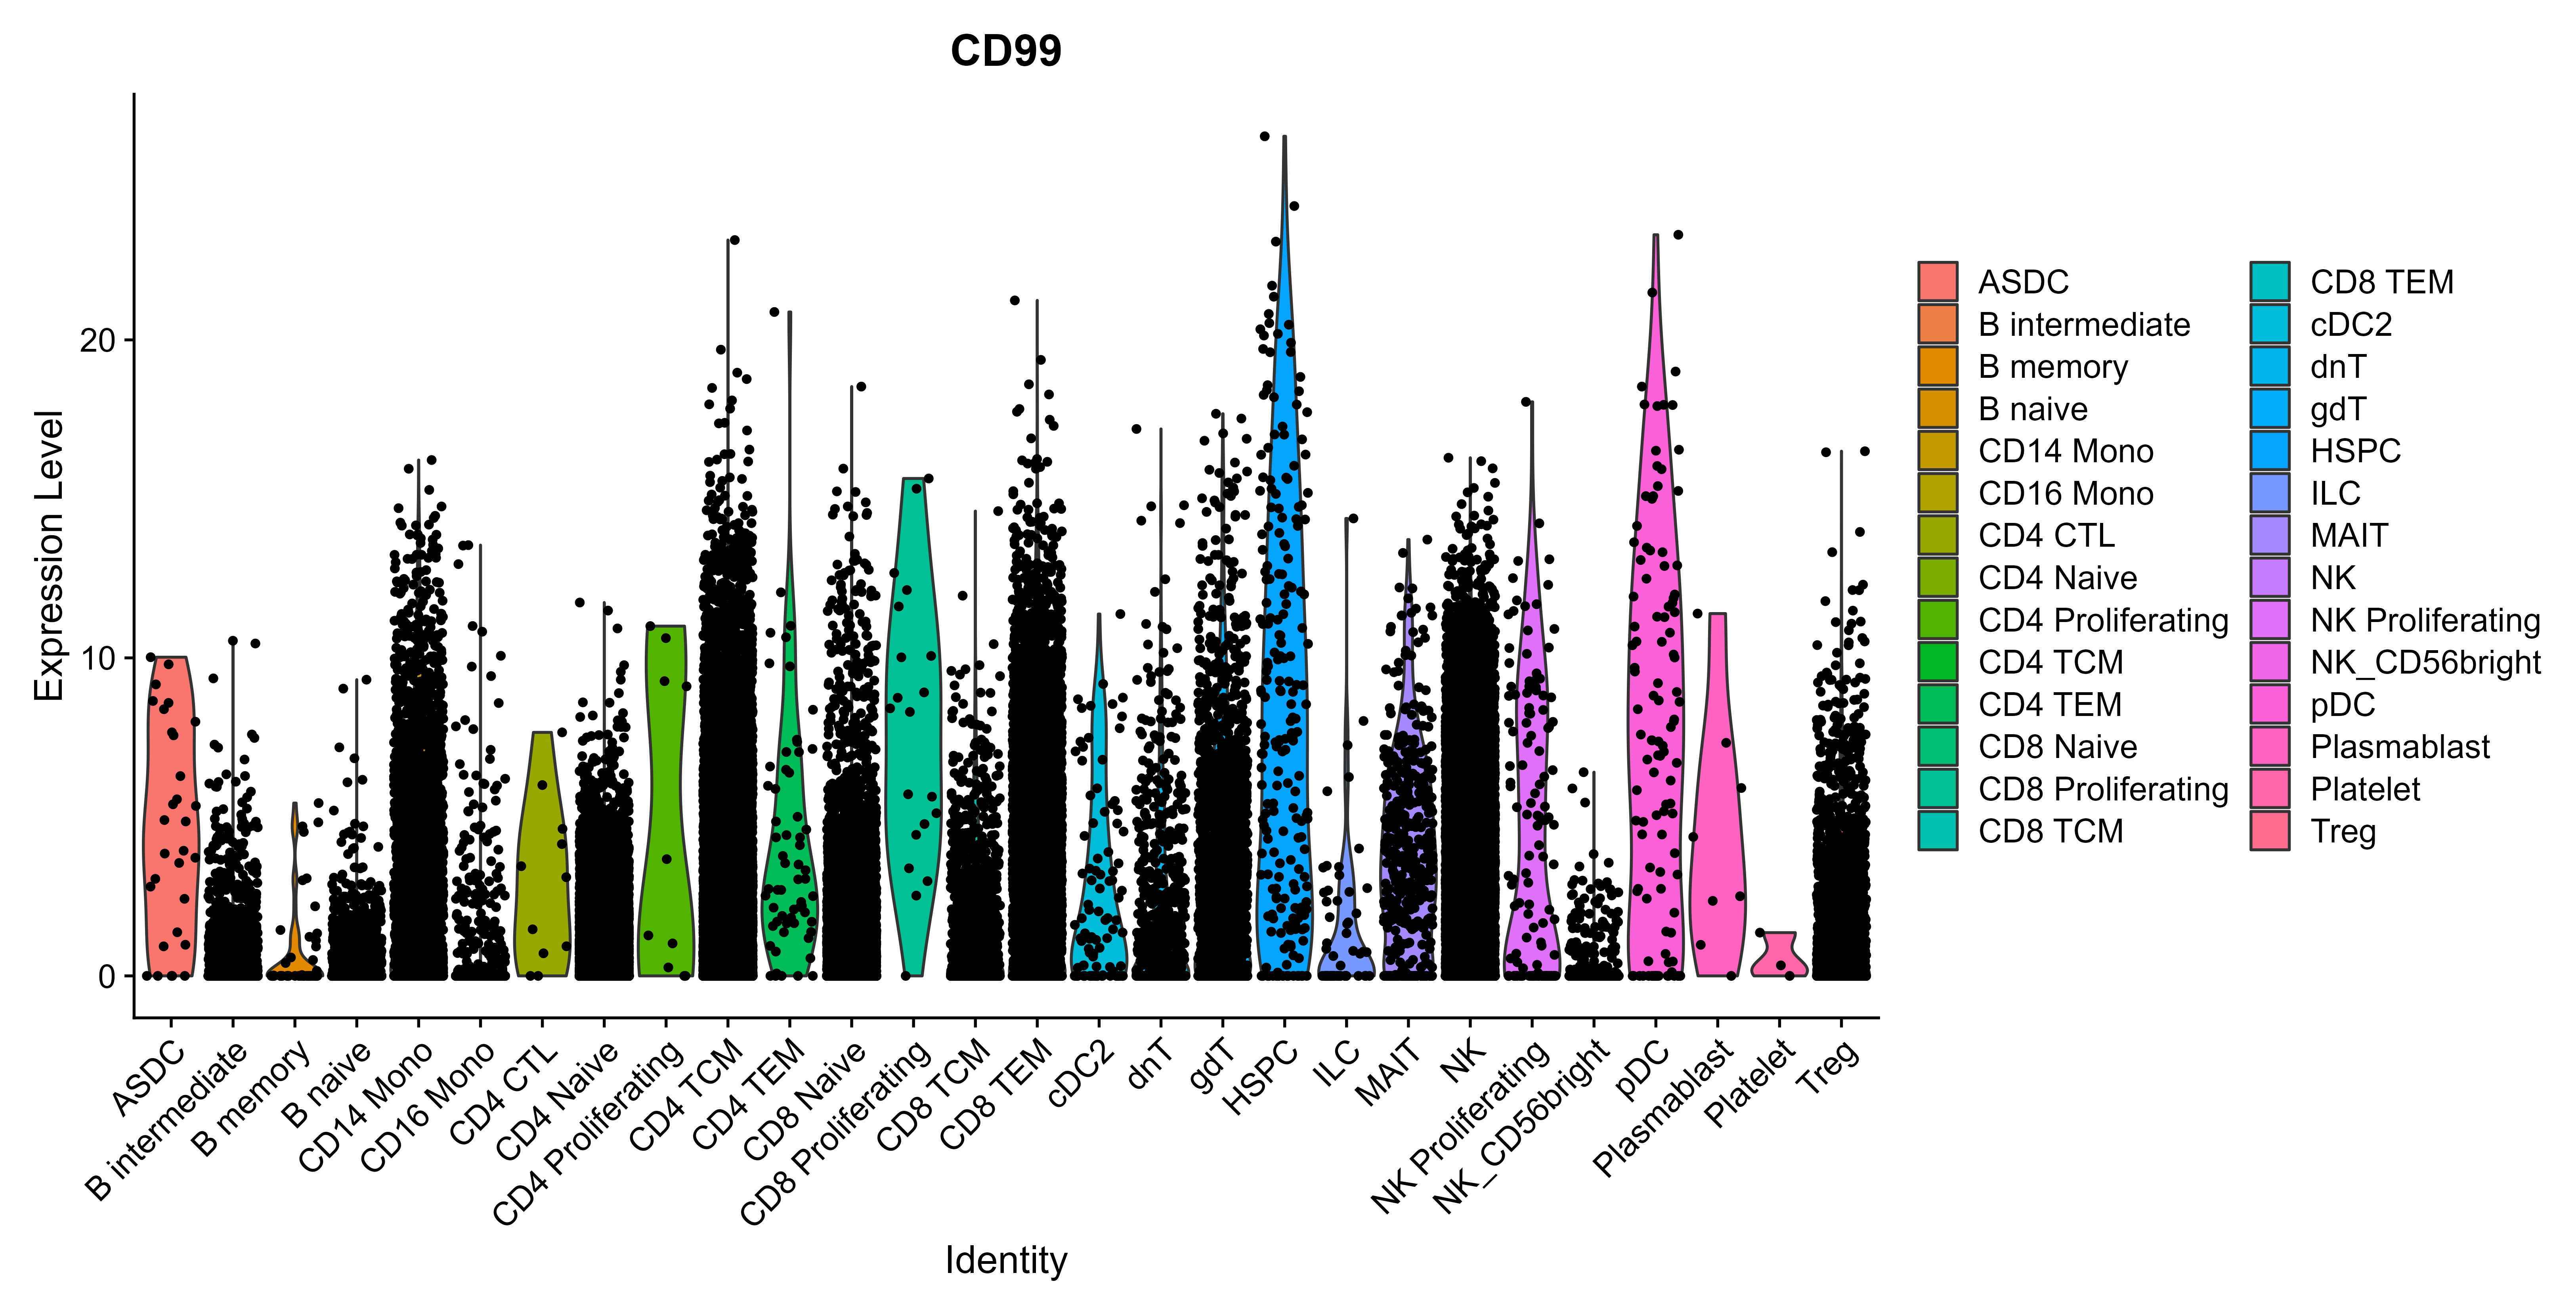 CD99
Expression Level
20
10
0
ASDC
B intermediate
B memory
B naive
CD14 Mono
CD16 Mono
CD4 CTL
CD4 Naive
CD4 Proliferating
CD4 TCM
CD4 TEM
CD8 Naive
CD8 Proliferating
CD8 TCM
CD8 TEM
cDC2
dnT
gdT
HSPC
ILC
MAIT
NK
NK Proliferating
NK_CD56bright
pDC
Plasmablast
Platelet
Treg
Identity
ASDC
B intermediate
B memory
B naive
CD14 Mono
CD16 Mono
CD4 CTL
CD4 Naive
CD4 Proliferating
CD4 TCM
CD4 TEM
CD8 Naive
CD8 Proliferating
CD8 TCM
CD8 TEM
cDC2
dnT
gdT
HSPC
ILC
MAIT
NK
NK Proliferating
NK_CD56bright
pDC
Plasmablast
Platelet
Treg